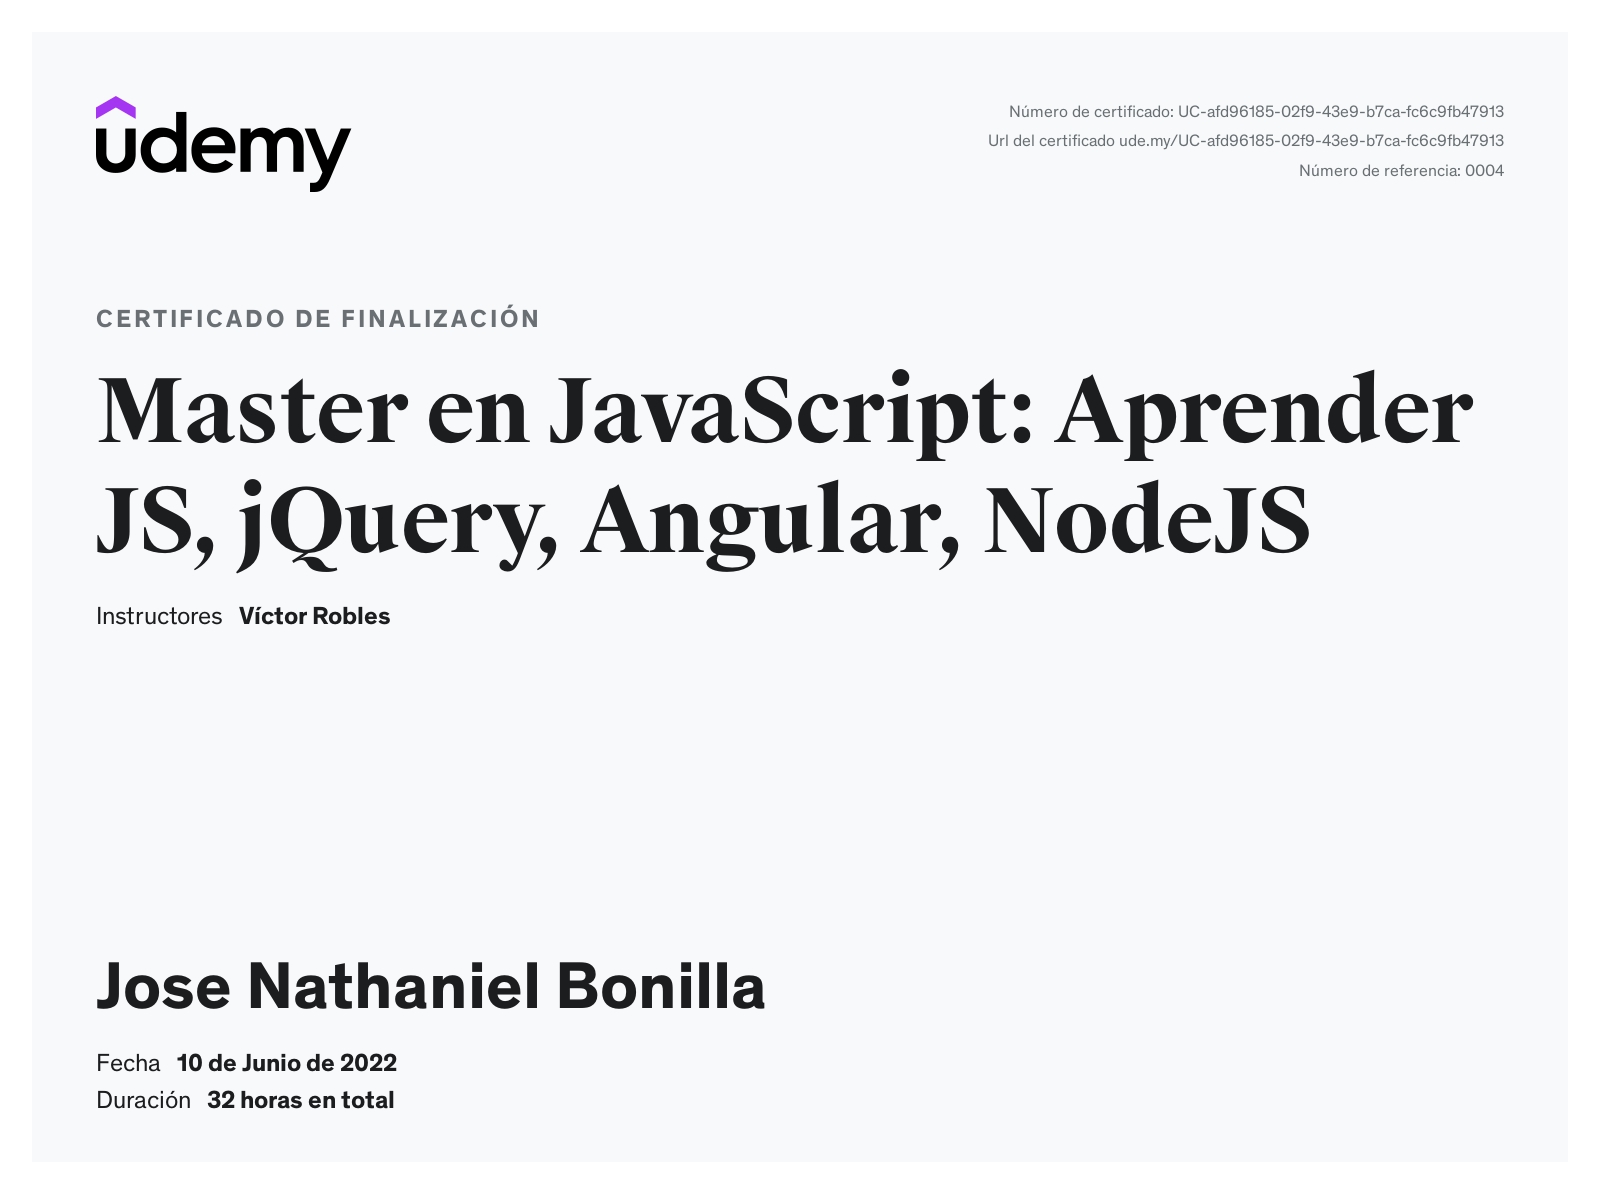 udemy
Número de certificado: UC-afd96185-02f9-43e9-b7ca-fc6c9fb47913
Url del certificado ude.my/UC-afd96185-02f9-43e9-b7ca-fc6c9fb47913
Número de referencia: 0004
CERTIFICADO DE FINALIZACIÓN
Master en JavaScript: Aprender
JS, jQuery, Angular, NodeJS
Instructores Víctor Robles
Jose Nathaniel Bonilla
Fecha 10 de Junio de 2022
Duración 32 horas en total